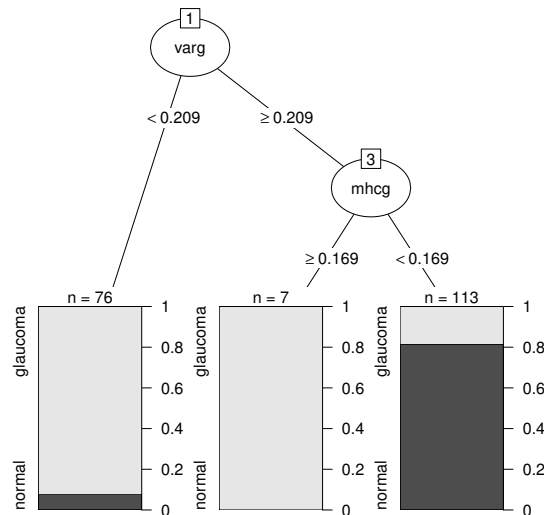 1
varg
< 0.209
≥ 0.209
3
mhcg
≥ 0.169
< 0.169
n = 76
n = 7
n = 113
glaucoma
normal
1
0.8
0.6
0.4
0.2
0
glaucoma
normal
1
0.8
0.6
0.4
0.2
0
glaucoma
normal
1
0.8
0.6
0.4
0.2
0